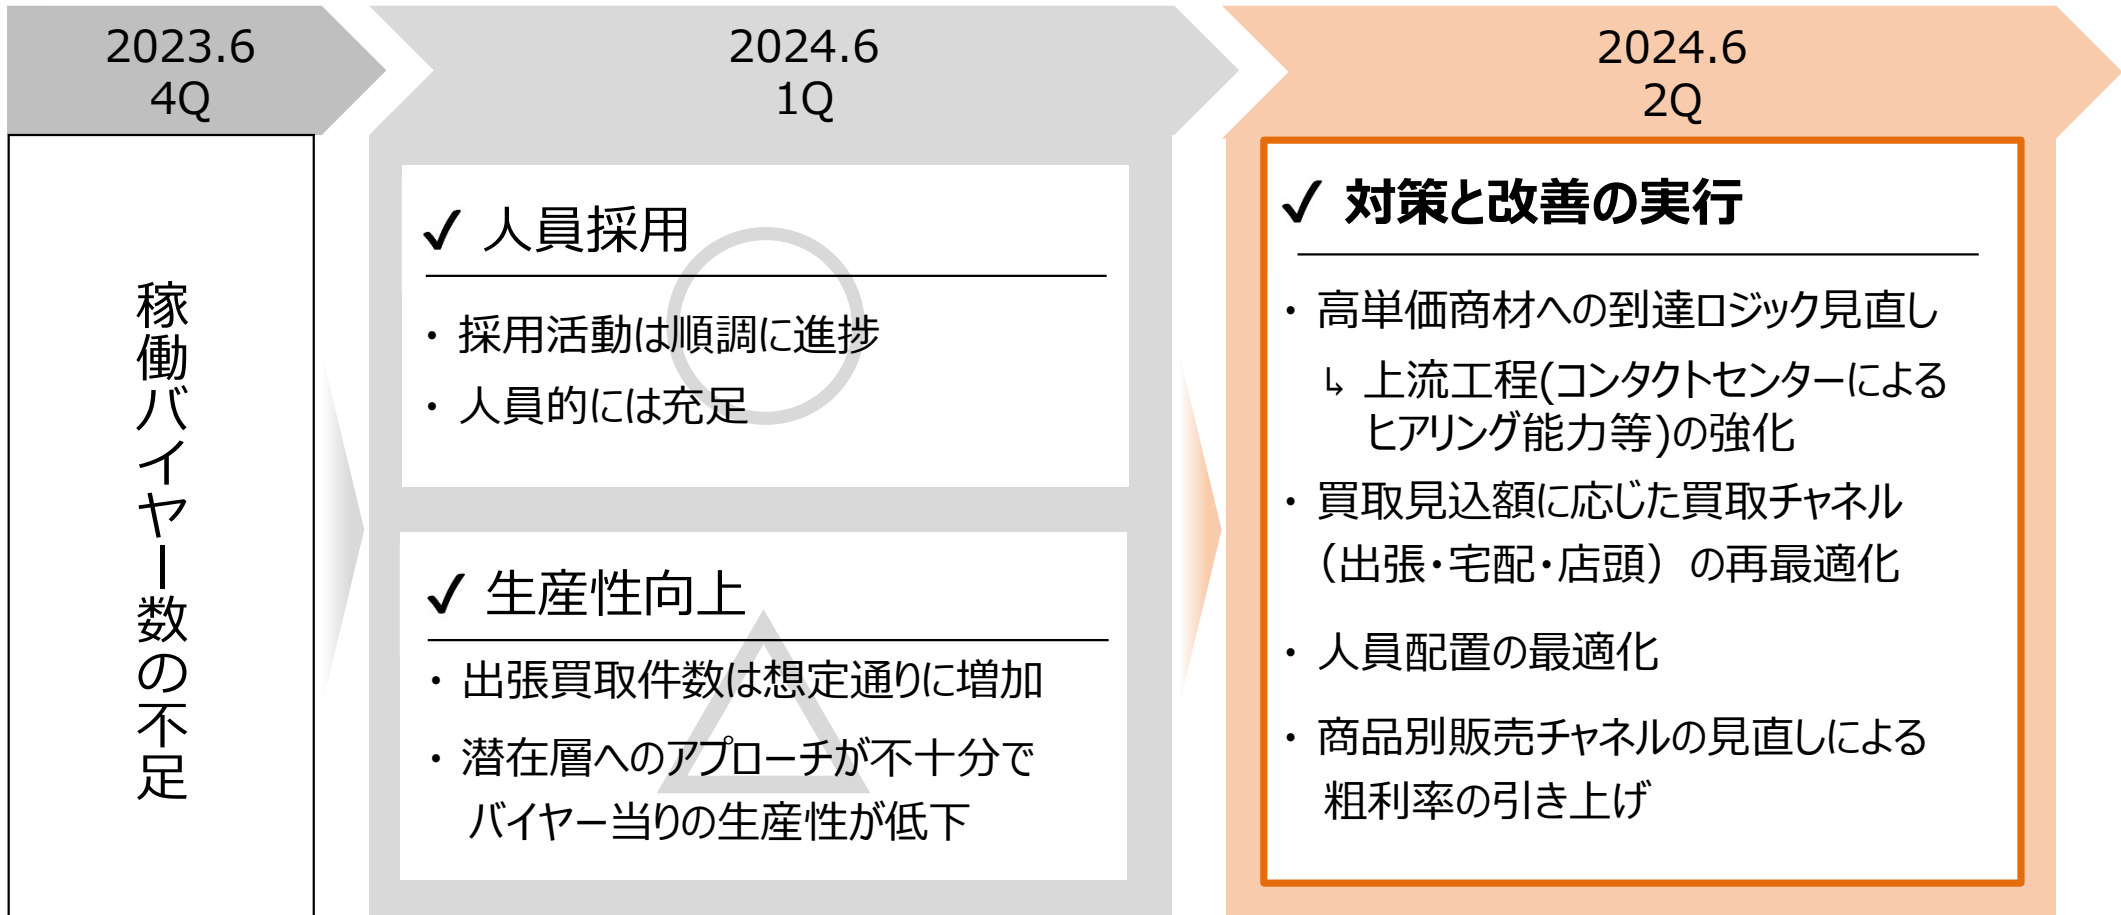 2023.6
4Q
稼働バイヤー数の不足
2024.6
1Q
✓ 人員採用
・採用活動は順調に進捗
・人員的には充足
✓ 生産性向上
・出張買取件数は想定通りに増加
・潜在層へのアプローチが不十分で
バイヤー当りの生産性が低下
2024.6
2Q
✓ 対策と改善の実行
・高単価商材への到達ロジック見直し
↳ 上流工程(コンタクトセンターによる
ヒアリング能力等)の強化
・買取見込額に応じた買取チャネル
（出張・宅配・店頭）の再最適化
・人員配置の最適化
・商品別販売チャネルの見直しによる
粗利率の引き上げ